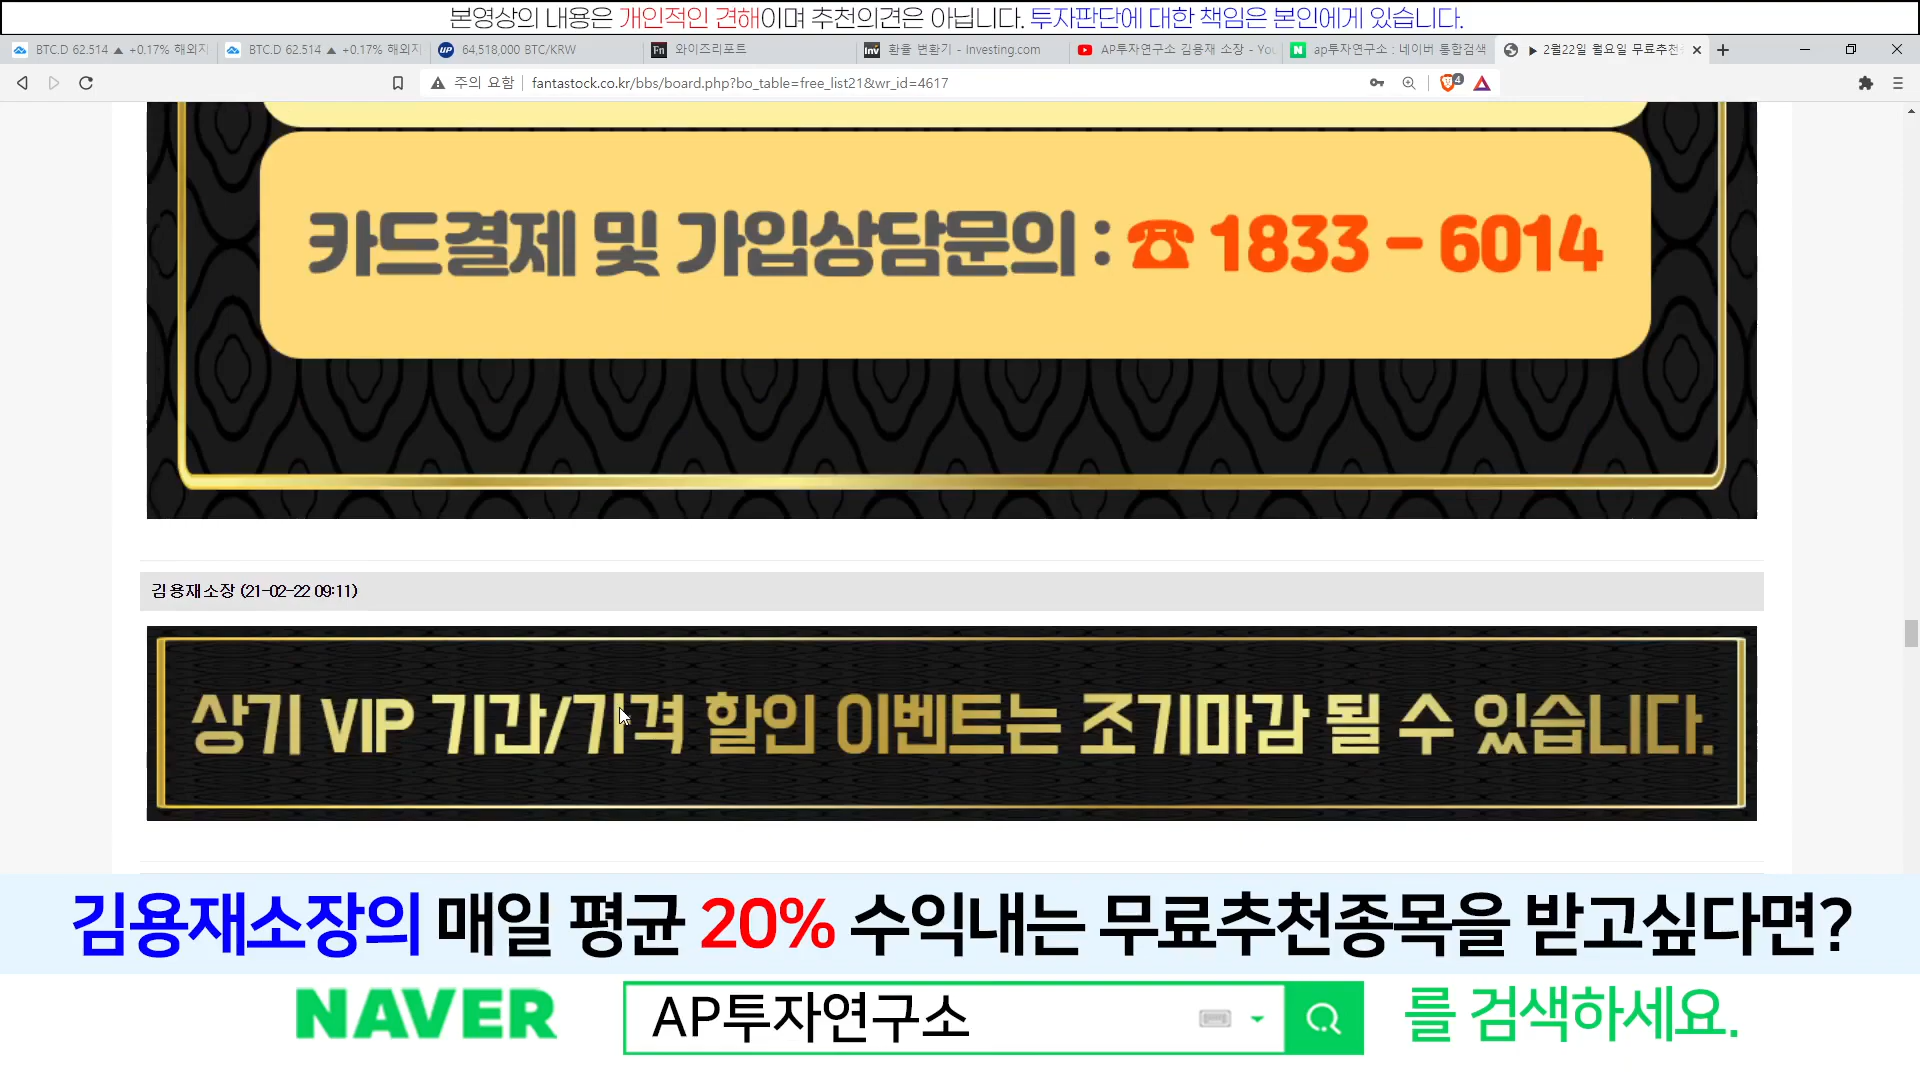 본영상의 내용은 개인적인 견해이며 추천의견은 아닙니다. 투자판단에 대한 책임은 본인에게 있습니다.
BTC.D 62.514 ▲ +0.17% 해외지
BTC.D 62.514 ▲ +0.17% 해외지
UP 64,518,000 BTC/KRW
Fn 와이즈리포트
Inv 환율 변환기 - Investing.com
AP투자연구소 김용재 소장 - You
N ap투자연구소 : 네이버 통합검색
▶ 2월22일 월요일 무료추천
주의 요함 fantastock.co.kr/bbs/board.php?bo_table=free_list21&wr_id=4617
4
카드결제 및 가입상담문의 : ☎ 1833 – 6014
김용재소장 (21-02-22 09:11)
상기 VIP 기간/가격 할인 이벤트는 조기마감 될 수 있습니다.
김용재소장의 매일 평균 20% 수익내는 무료추천종목을 받고싶다면?
NAVER AP투자연구소 를 검색하세요.